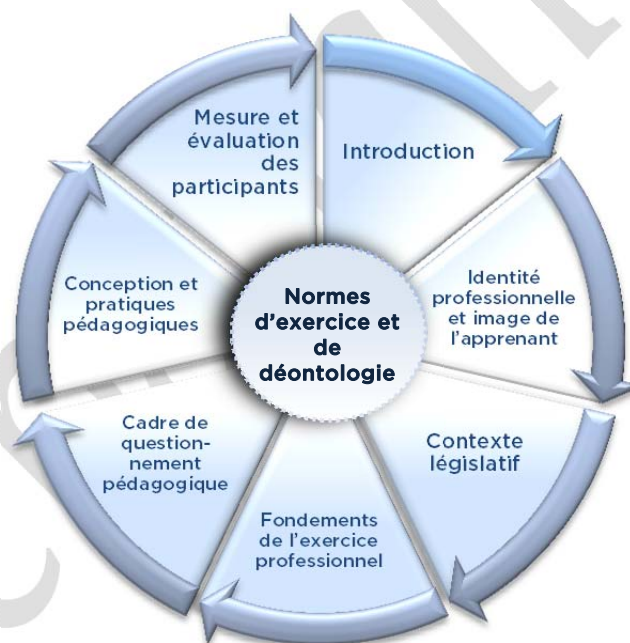 Mesure et
évaluation
des
participants
Introduction
Identité
professionnelle
et image de
l'apprenant
Contexte
législatif
Fondements
de l'exercice
professionnel
Cadre de
question-
nement
pédagogique
Conception et
pratiques
pédagogiques
Normes
d'exercice et
de
déontologie